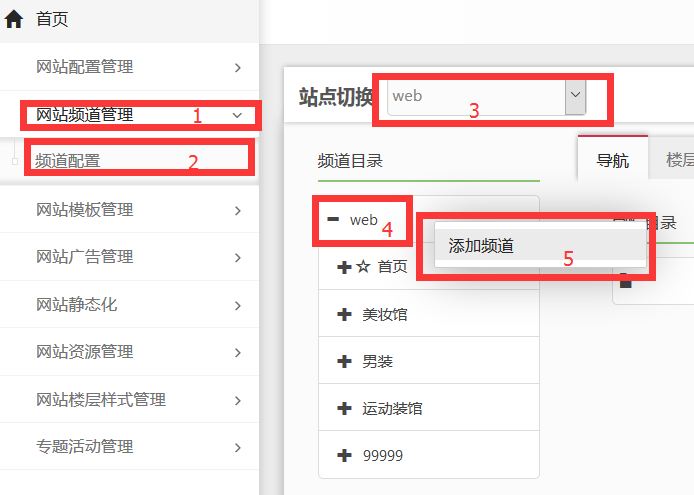 首页
网站配置管理
网站频道管理 1
频道配置 2
网站模板管理
网站广告管理
网站静态化
网站资源管理
网站楼层样式管理
专题活动管理
站点切换 web 3
频道目录
web 4
首页
美妆馆
男装
运动装馆
99999
添加频道 5
导航 楼层
目录